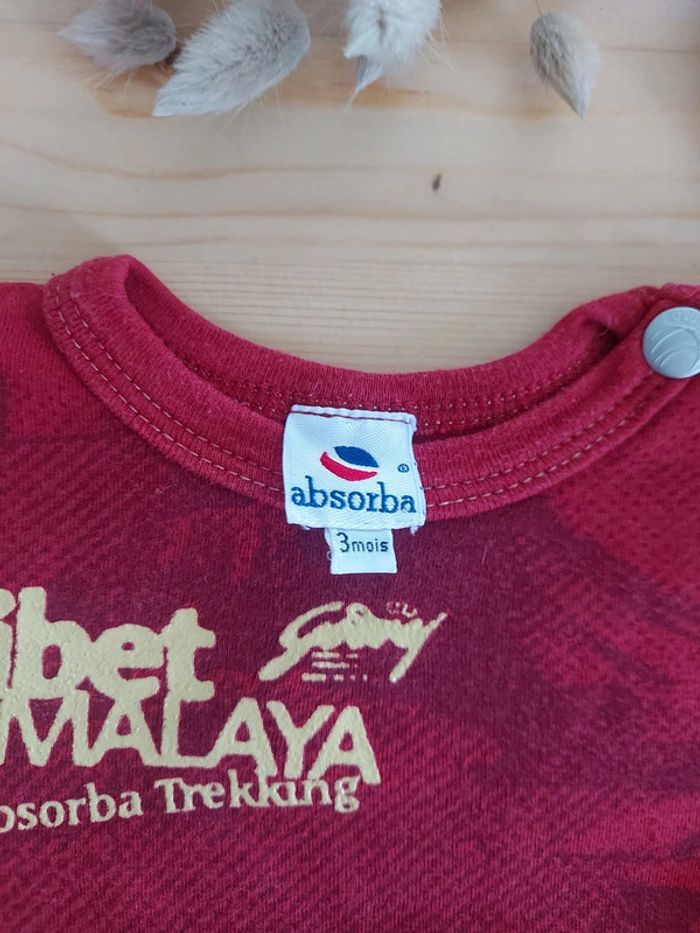 ®
absorba
3mois
ibet
MALAYA
bsorba Trekking